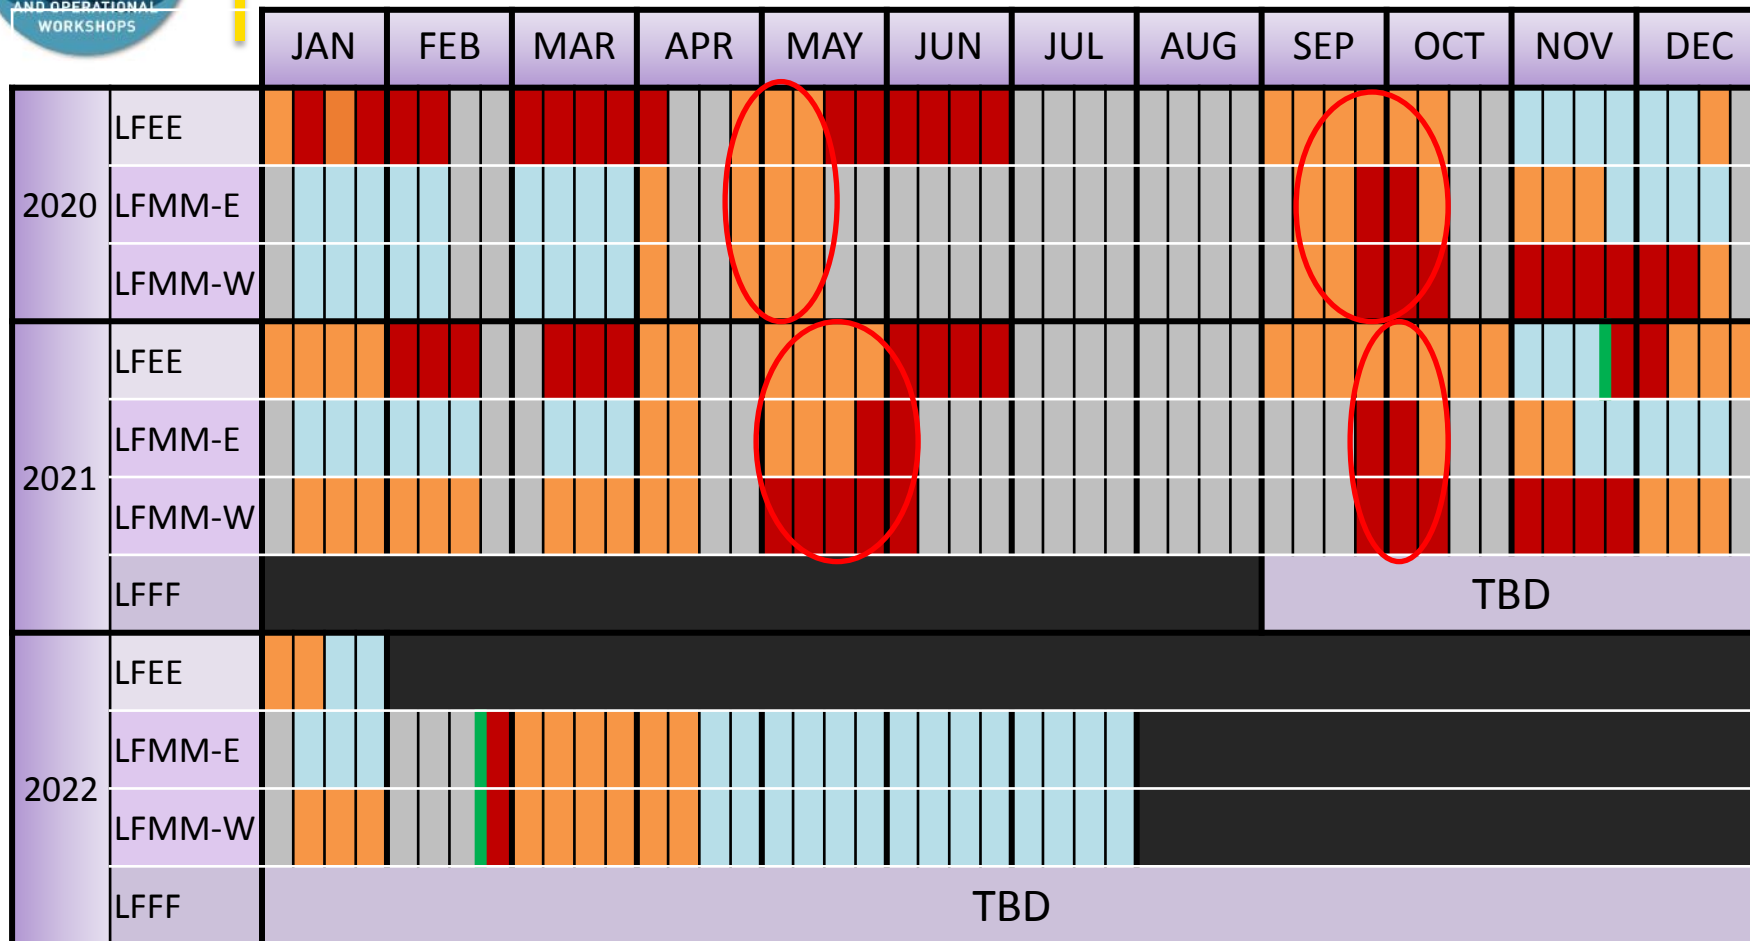 AND OPERATIONAL
WORKSHOPS
JAN FEB MAR APR MAY JUN JUL AUG SEP OCT NOV DEC
2020
LFEE
LFMM-E
LFMM-W
2021
LFEE
LFMM-E
LFMM-W
LFFF TBD
2022
LFEE
LFMM-E
LFMM-W
LFFF TBD